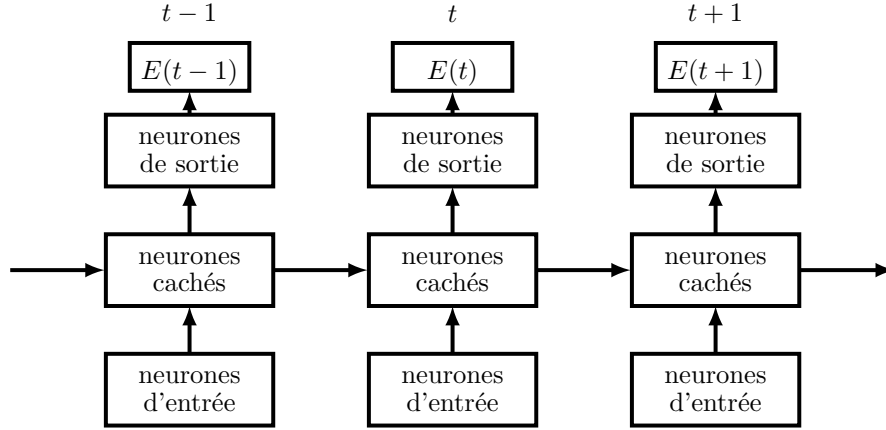 t − 1
t
t + 1
E(t − 1)
E(t)
E(t + 1)
neurones
de sortie
neurones
de sortie
neurones
de sortie
neurones
cachés
neurones
cachés
neurones
cachés
neurones
d'entrée
neurones
d'entrée
neurones
d'entrée